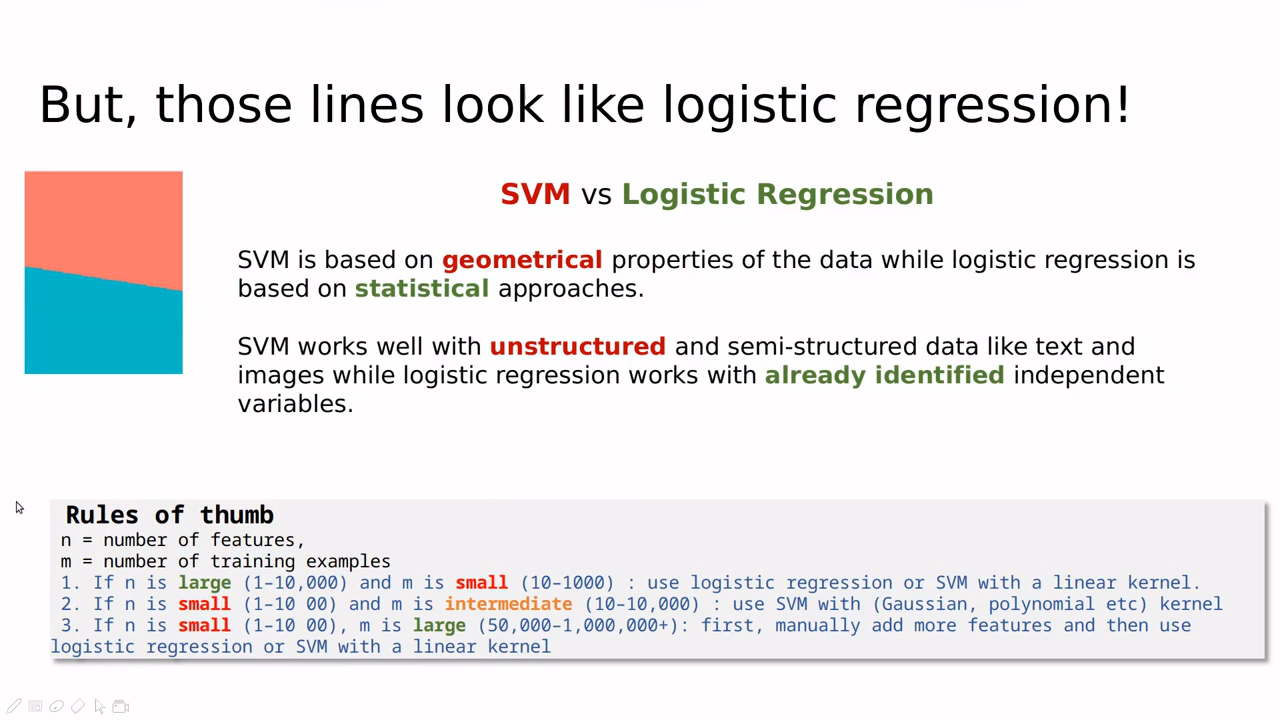 But, those lines look like logistic regression!
SVM vs Logistic Regression
SVM is based on geometrical properties of the data while logistic regression is
based on statistical approaches.
SVM works well with unstructured and semi-structured data like text and
images while logistic regression works with already identified independent
variables.
Rules of thumb
n = number of features,
m = number of training examples
1. If n is large (1–10,000) and m is small (10–1000) : use logistic regression or SVM with a linear kernel.
2. If n is small (1–10 00) and m is intermediate (10–10,000) : use SVM with (Gaussian, polynomial etc) kernel
3. If n is small (1–10 00), m is large (50,000–1,000,000+): first, manually add more features and then use
logistic regression or SVM with a linear kernel